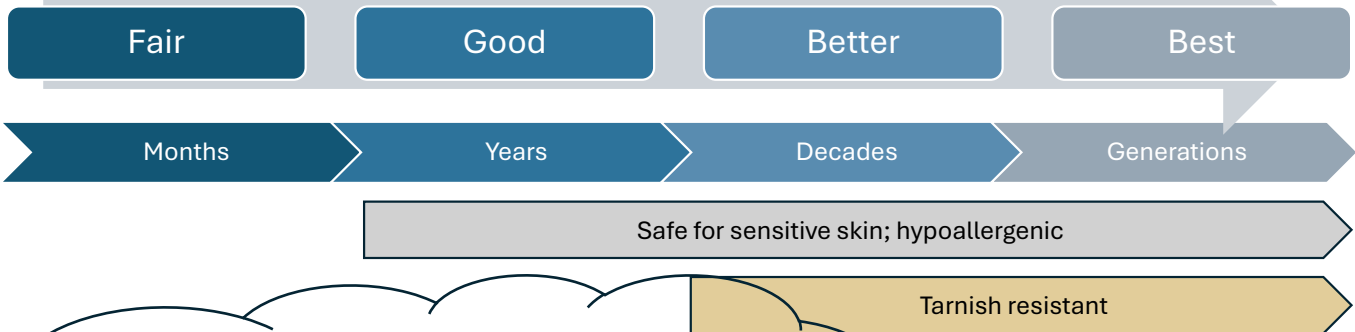 Fair Good Better Best
Months Years Decades Generations
Safe for sensitive skin; hypoallergenic
Tarnish resistant